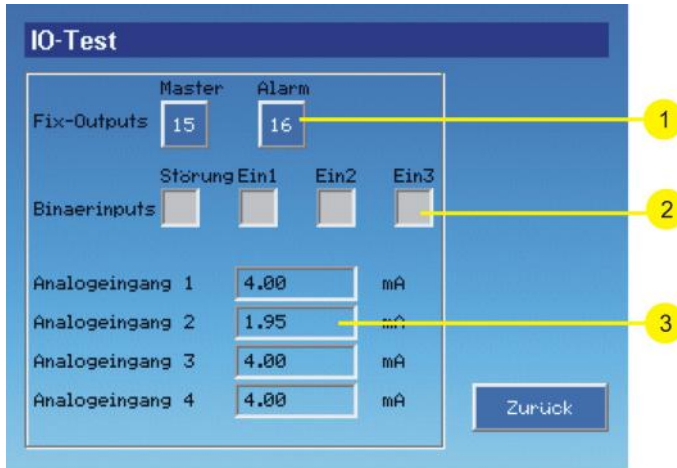 IO-Test
Master Alarm
Fix-Outputs 15 16 1
Störung Ein1 Ein2 Ein3
Binaerinputs 2
Analogeingang 1 4.00 mA
Analogeingang 2 1.95 mA 3
Analogeingang 3 4.00 mA
Analogeingang 4 4.00 mA
Zurück